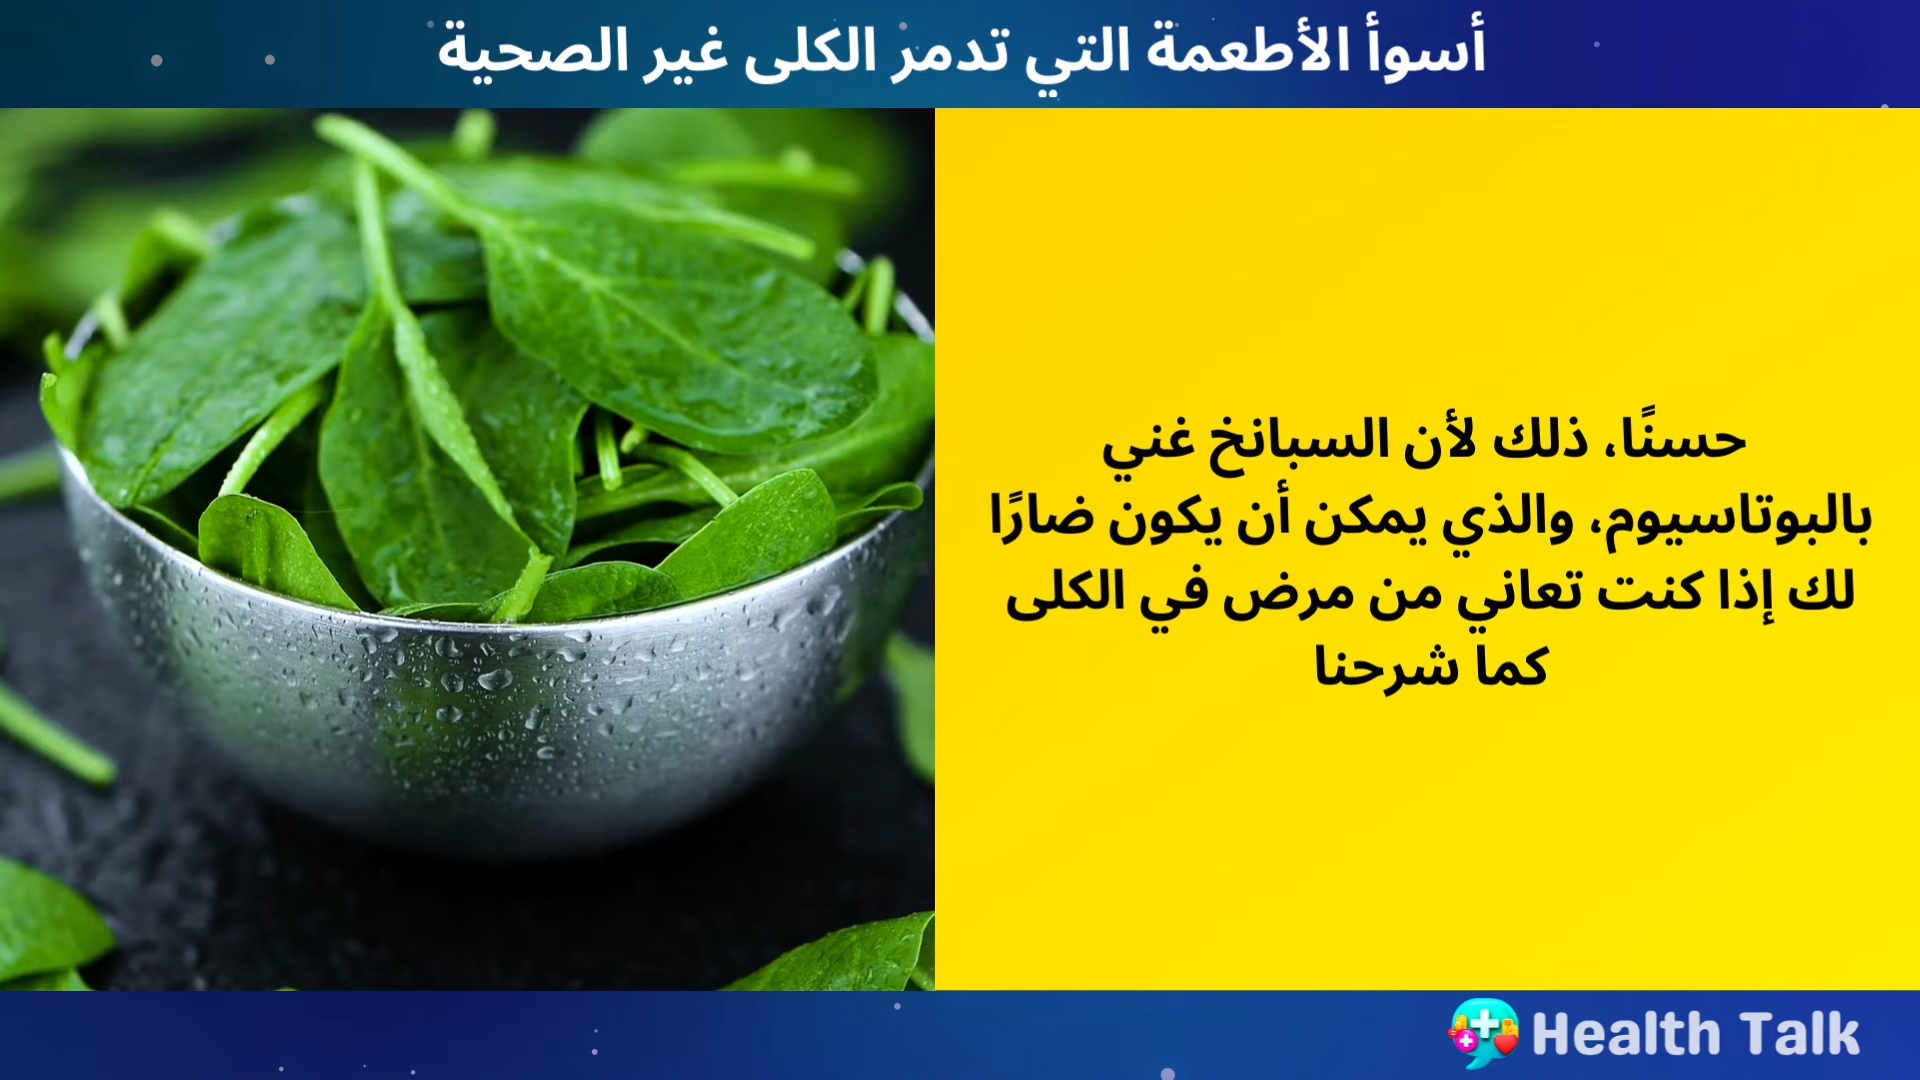 أسوأ الأطعمة التي تدمر الكلى غير الصحية
حسنًا، ذلك لأن السبانخ غني
بالبوتاسيوم، والذي يمكن أن يكون ضارًا
لك إذا كنت تعاني من مرض في الكلى
كما شرحنا
Health Talk